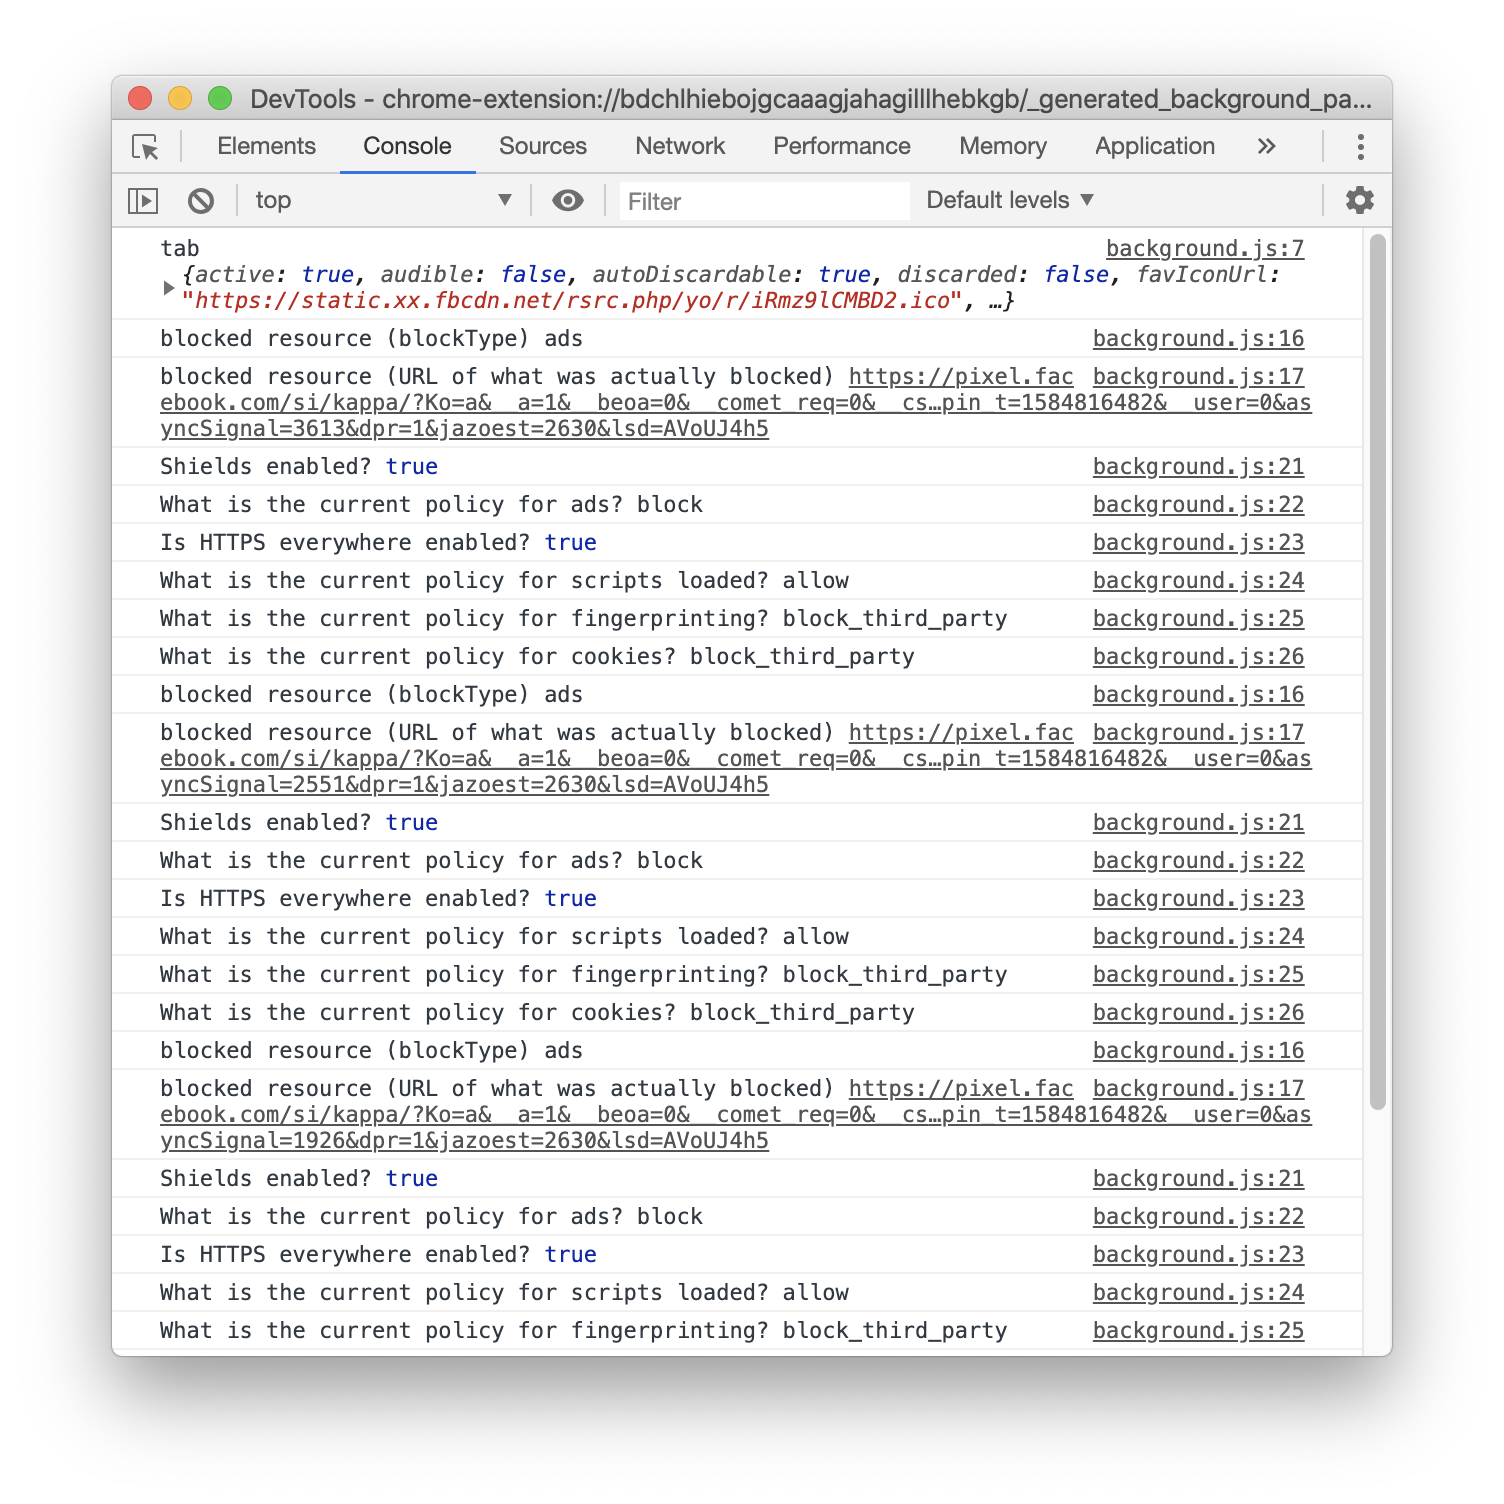 DevTools - chrome-extension://bdchlhiebojgcaaagjahagilllhebkgb/_generated_background_pa...
Elements Console Sources Network Performance Memory Application »
top ▼ Filter Default levels ▼
tab background.js:7
{active: true, audible: false, autoDiscardable: true, discarded: false, favIconUrl:
"https://static.xx.fbcdn.net/rsrc.php/yo/r/iRmz9lCMBD2.ico", …}
blocked resource (blockType) ads background.js:16
blocked resource (URL of what was actually blocked) https://pixel.fac background.js:17
ebook.com/si/kappa/?Ko=a&__a=1&__beoa=0&__comet_req=0&__cs…pin_t=1584816482&__user=0&as
yncSignal=3613&dpr=1&jazoest=2630&lsd=AVoUJ4h5
Shields enabled? true background.js:21
What is the current policy for ads? block background.js:22
Is HTTPS everywhere enabled? true background.js:23
What is the current policy for scripts loaded? allow background.js:24
What is the current policy for fingerprinting? block_third_party background.js:25
What is the current policy for cookies? block_third_party background.js:26
blocked resource (blockType) ads background.js:16
blocked resource (URL of what was actually blocked) https://pixel.fac background.js:17
ebook.com/si/kappa/?Ko=a&__a=1&__beoa=0&__comet_req=0&__cs…pin_t=1584816482&__user=0&as
yncSignal=2551&dpr=1&jazoest=2630&lsd=AVoUJ4h5
Shields enabled? true background.js:21
What is the current policy for ads? block background.js:22
Is HTTPS everywhere enabled? true background.js:23
What is the current policy for scripts loaded? allow background.js:24
What is the current policy for fingerprinting? block_third_party background.js:25
What is the current policy for cookies? block_third_party background.js:26
blocked resource (blockType) ads background.js:16
blocked resource (URL of what was actually blocked) https://pixel.fac background.js:17
ebook.com/si/kappa/?Ko=a&__a=1&__beoa=0&__comet_req=0&__cs…pin_t=1584816482&__user=0&as
yncSignal=1926&dpr=1&jazoest=2630&lsd=AVoUJ4h5
Shields enabled? true background.js:21
What is the current policy for ads? block background.js:22
Is HTTPS everywhere enabled? true background.js:23
What is the current policy for scripts loaded? allow background.js:24
What is the current policy for fingerprinting? block_third_party background.js:25